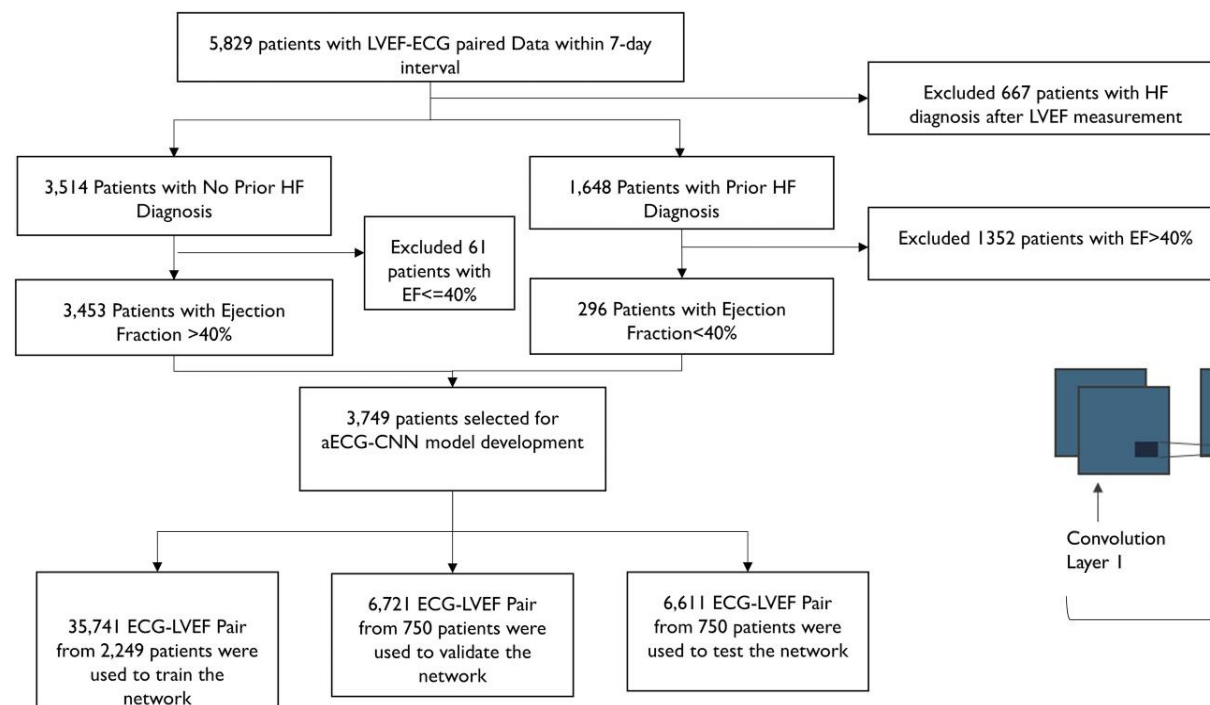 5,829 patients with LVEF-ECG paired Data within 7-day
interval
Excluded 667 patients with HF
diagnosis after LVEF measurement
3,514 Patients with No Prior HF
Diagnosis
1,648 Patients with Prior HF
Diagnosis
Excluded 61
patients with
EF<=40%
Excluded 1352 patients with EF>40%
3,453 Patients with Ejection
Fraction >40%
296 Patients with Ejection
Fraction<40%
3,749 patients selected for
aECG-CNN model development
Convolution
Layer 1
35,741 ECG-LVEF Pair
from 2,249 patients were
used to train the
network
6,721 ECG-LVEF Pair
from 750 patients were
used to validate the
network
6,611 ECG-LVEF Pair
from 750 patients were
used to test the network